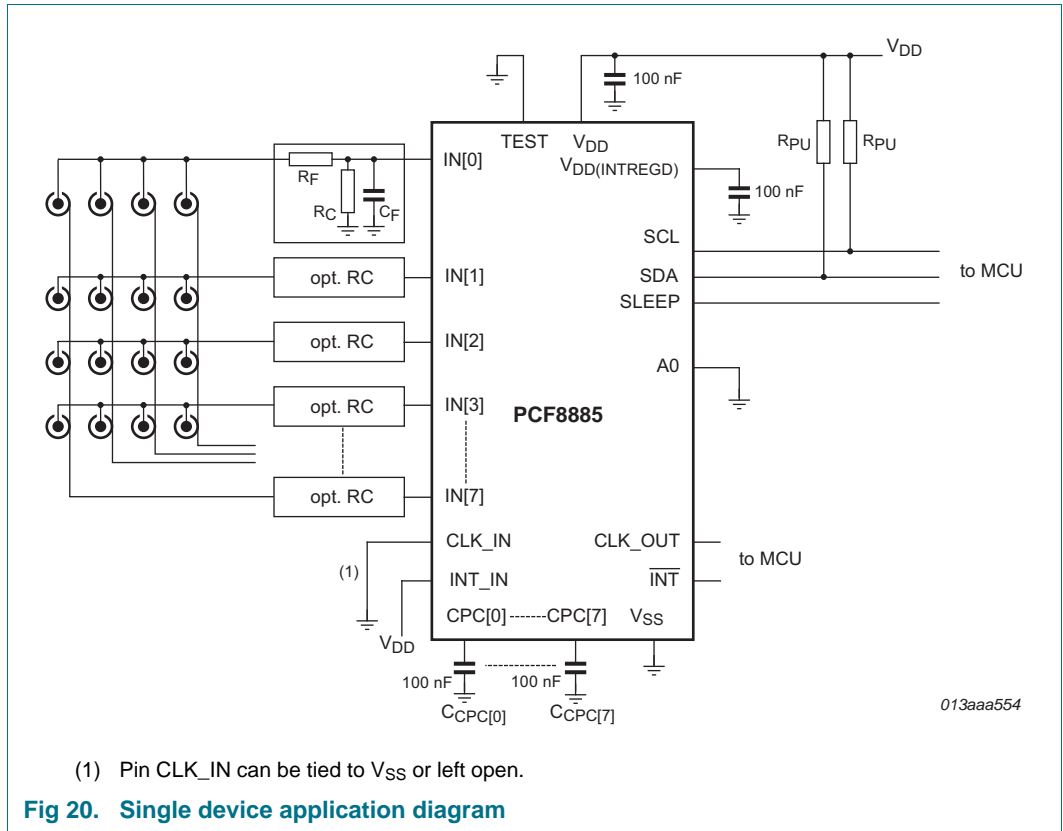 VDD
100 nF
TEST VDD
RPU RPU
IN[0] VDD(INTREGD)
RF
RC CF
100 nF
SCL
opt. RC IN[1] SDA to MCU
SLEEP
opt. RC IN[2]
A0
opt. RC IN[3]
PCF8885
opt. RC IN[7]
CLK_IN CLK_OUT
(1) to MCU
INT_IN INT
CPC[0] CPC[7] VSS
VDD
100 nF 100 nF
CCPC[0] CCPC[7]
013aaa554
(1) Pin CLK_IN can be tied to VSS or left open.
Fig 20. Single device application diagram